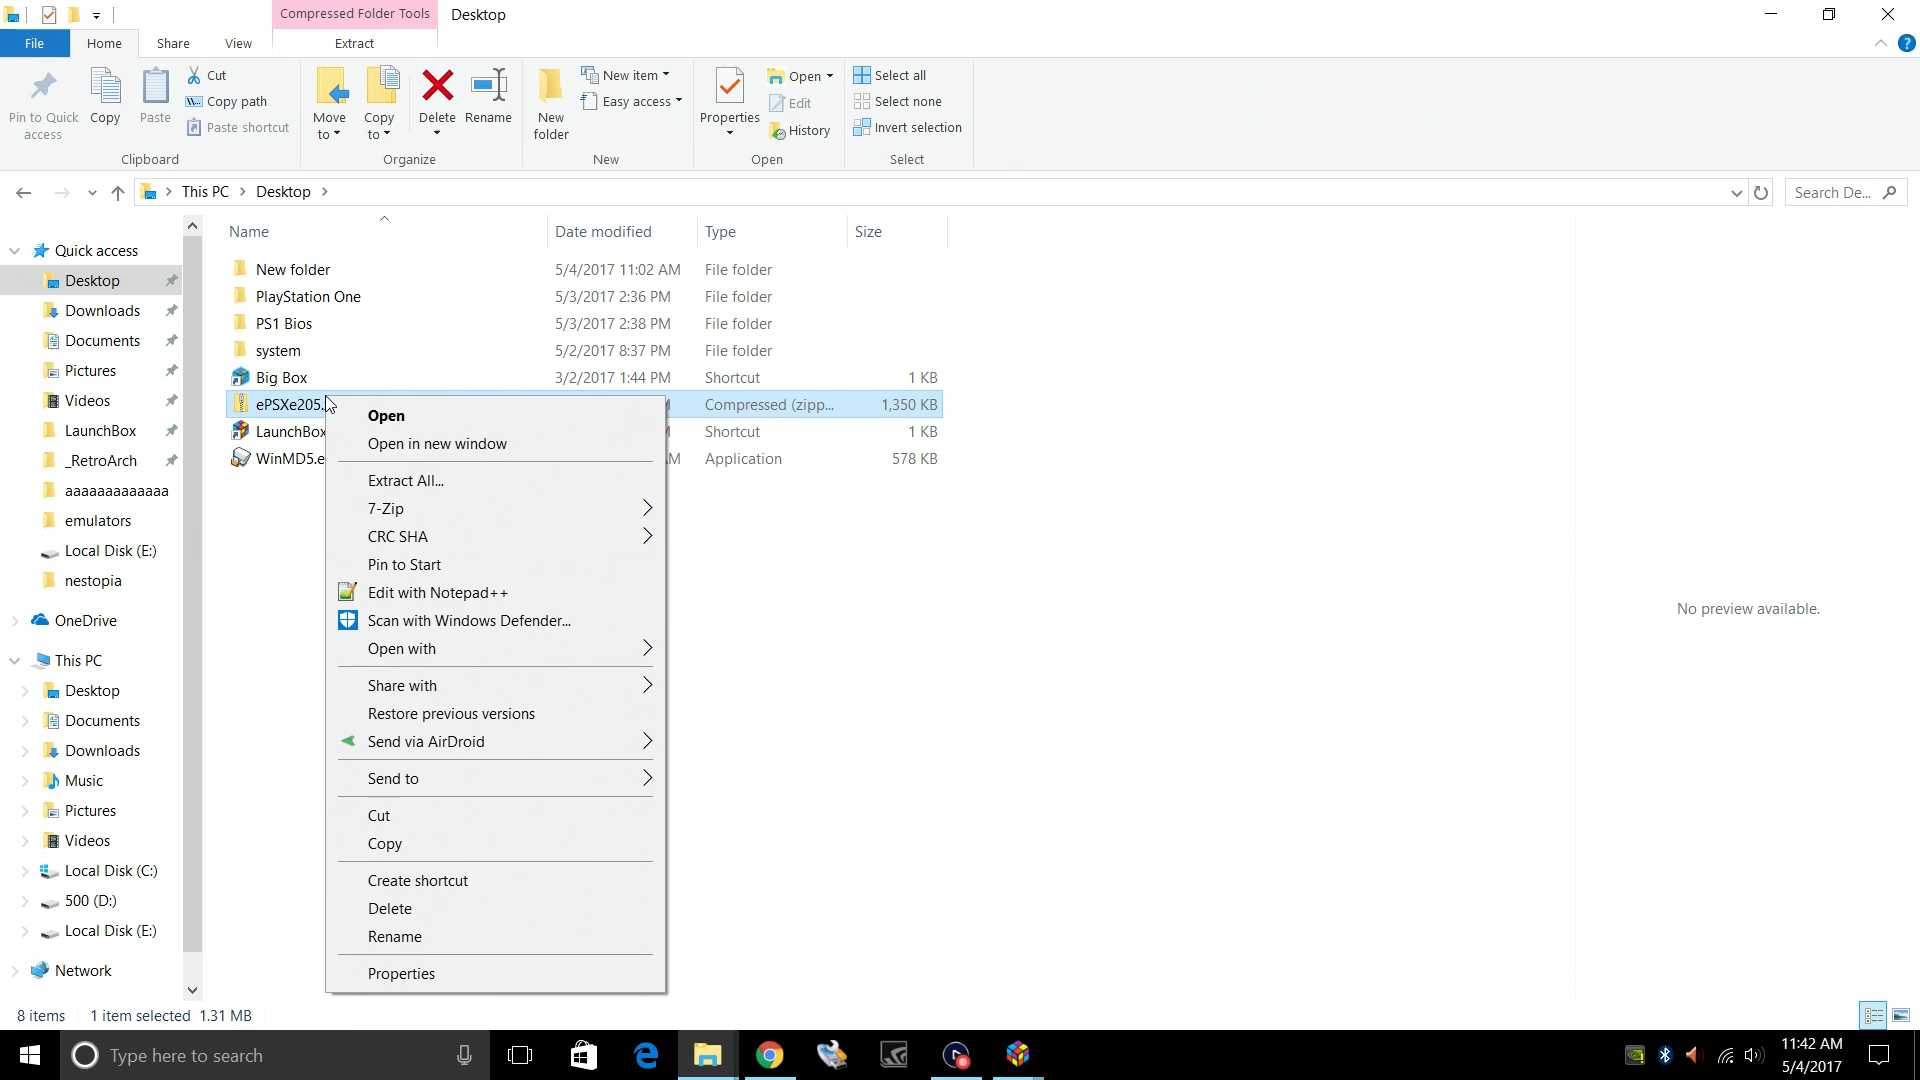 Compressed Folder Tools
Desktop
File
Home
Share
View
Extract
Pin to Quick access
Copy
Paste
Cut
Copy path
Paste shortcut
Clipboard
Move to
Copy to
Delete
Rename
Organize
New folder
New item
Easy access
New
Properties
Open
Edit
History
Open
Select all
Select none
Invert selection
Select
This PC
Desktop
Search De...
Name
Date modified
Type
Size
Quick access
Desktop
Downloads
Documents
Pictures
Videos
LaunchBox
_RetroArch
aaaaaaaaaaaaa
emulators
Local Disk (E:)
nestopia
OneDrive
This PC
Desktop
Documents
Downloads
Music
Pictures
Videos
Local Disk (C:)
500 (D:)
Local Disk (E:)
Network
New folder 5/4/2017 11:02 AM File folder
PlayStation One 5/3/2017 2:36 PM File folder
PS1 Bios 5/3/2017 2:38 PM File folder
system 5/2/2017 8:37 PM File folder
Big Box 3/2/2017 1:44 PM Shortcut 1 KB
ePSXe205. Compressed (zipp... 1,350 KB
LaunchBox Shortcut 1 KB
WinMD5.e Application 578 KB
Open
Open in new window
Extract All...
7-Zip
CRC SHA
Pin to Start
Edit with Notepad++
Scan with Windows Defender...
Open with
Share with
Restore previous versions
Send via AirDroid
Send to
Cut
Copy
Create shortcut
Delete
Rename
Properties
No preview available.
8 items 1 item selected 1.31 MB
Type here to search
11:42 AM
5/4/2017